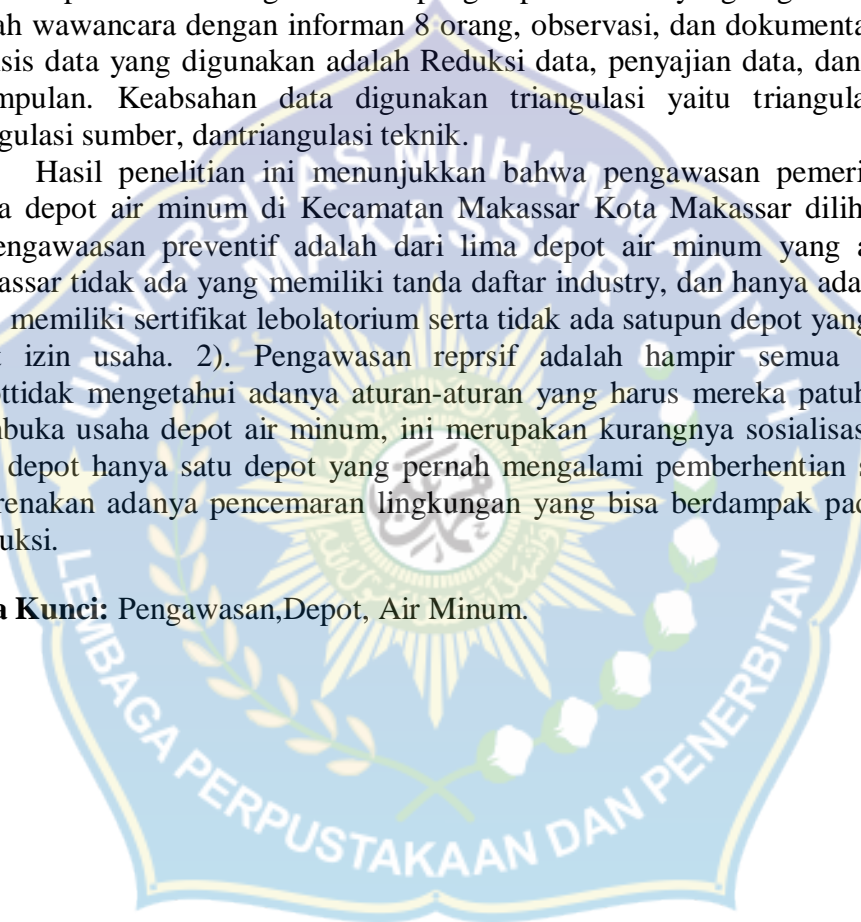 ah wawancara dengan informan 8 orang, observasi, dan dokumenta
sis data yang digunakan adalah Reduksi data, penyajian data, dan
mpulan. Keabsahan data digunakan triangulasi yaitu triangula
gulasi sumber, dantriangulasi teknik.
Hasil penelitian ini menunjukkan bahwa pengawasan pemeri
a depot air minum di Kecamatan Makassar Kota Makassar dilih
engawaasan preventif adalah dari lima depot air minum yang a
assar tidak ada yang memiliki tanda daftar industry, dan hanya ada
memiliki sertifikat lebolatorium serta tidak ada satupun depot yang
izin usaha. 2). Pengawasan reprsif adalah hampir semua
ottidak mengetahui adanya aturan-aturan yang harus mereka patuh
buka usaha depot air minum, ini merupakan kurangnya sosialisas
depot hanya satu depot yang pernah mengalami pemberhentian s
renakan adanya pencemaran lingkungan yang bisa berdampak pad
uksi.
a Kunci: Pengawasan,Depot, Air Minum.
UNIVERSITAS MUHAMMADIYAH
MAKASSAR
LEMBAGA PERPUSTAKAAN DAN PENERBITAN